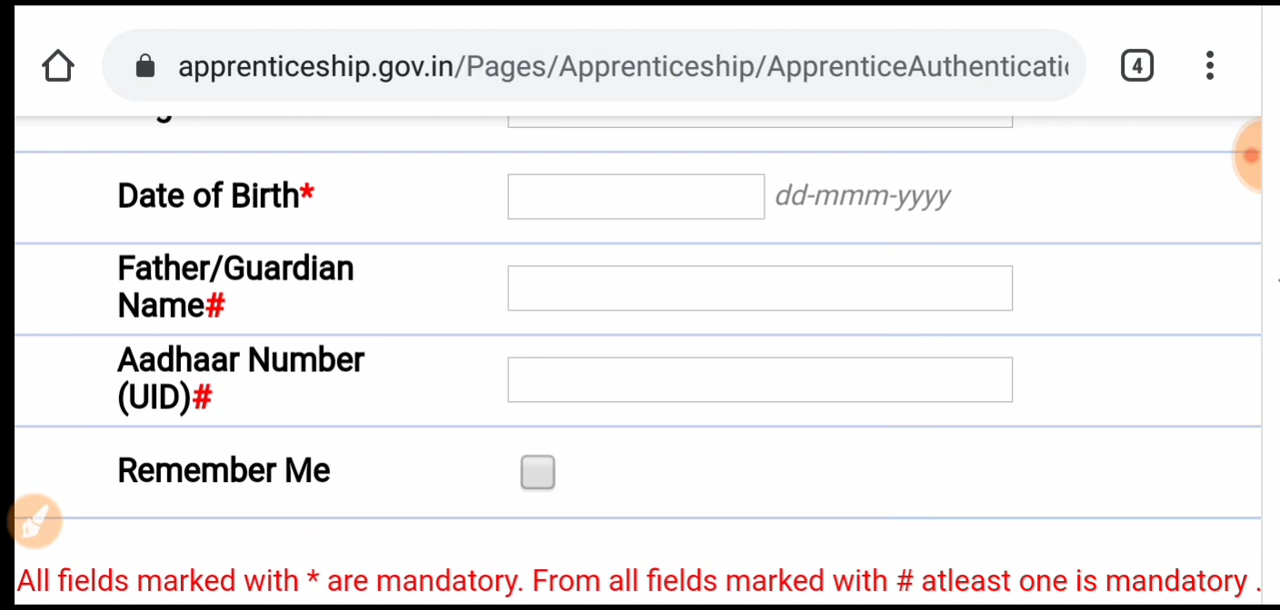 apprenticeship.gov.in/Pages/Apprenticeship/ApprenticeAuthenticati
4
Date of Birth* dd-mmm-yyyy
Father/Guardian
Name#
Aadhaar Number
(UID)#
Remember Me
All fields marked with * are mandatory. From all fields marked with # atleast one is mandatory .